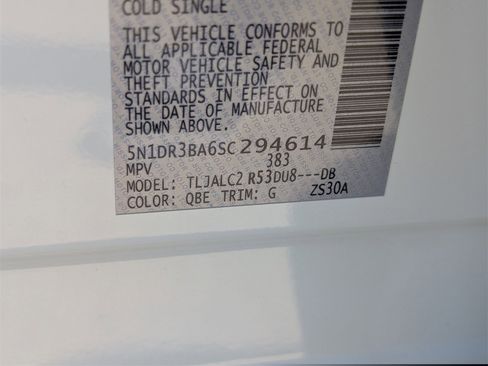 COLD SINGLE
THIS VEHICLE CONFORMS TO
ALL APPLICABLE FEDERAL
MOTOR VEHICLE SAFETY AND
THEFT PREVENTION
STANDARDS IN EFFECT ON
THE DATE OF MANUFACTURE
SHOWN ABOVE.
5N1DR3BA6SC294614
MPV 383
MODEL: TLJALC2 R53DU8---DB
COLOR: QBE TRIM: G ZS30A